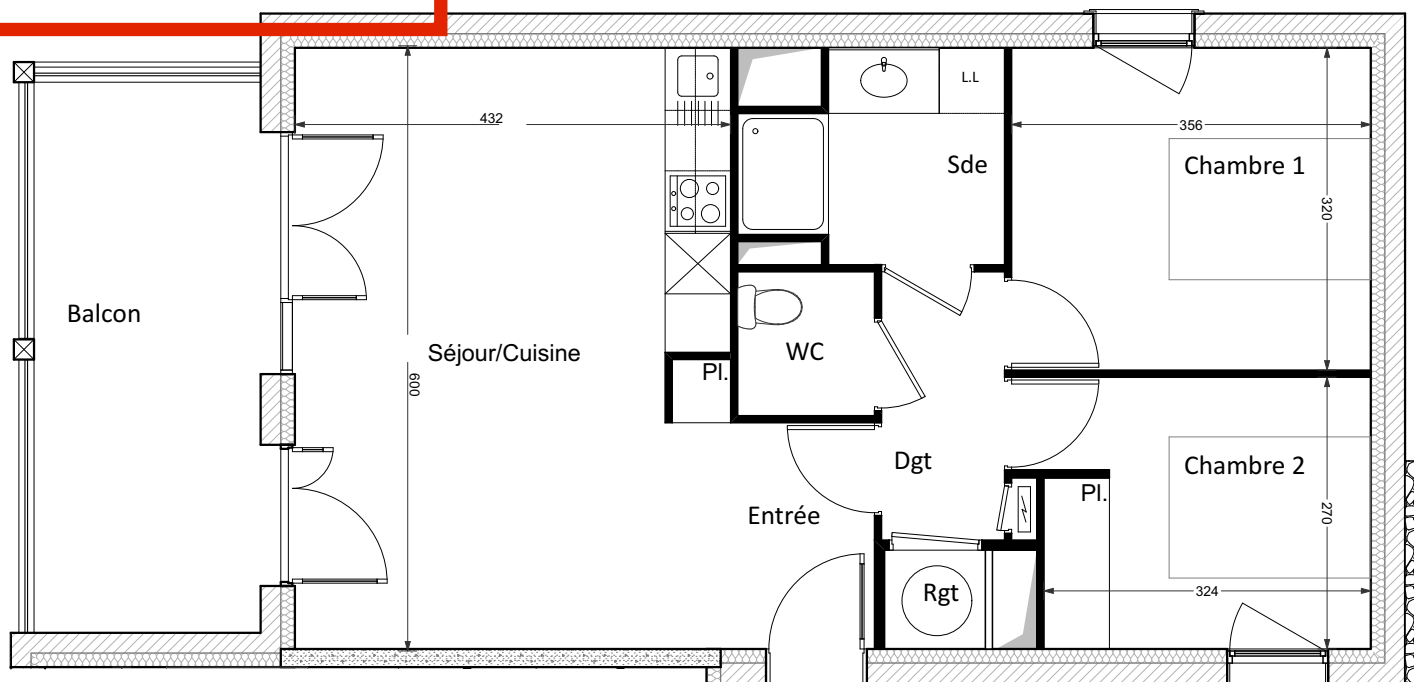 432
L.L
Sde
356
Chambre 1
320
Balcon
Séjour/Cuisine
609
WC
Pl.
Dgt
Entrée
Chambre 2
Pl.
270
324
Rgt